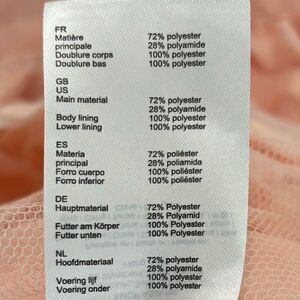 FR
Matière 72% polyester
principale 28% polyamide
Doublure corps 100% polyester
Doublure bas 100% polyester
GB
US
Main material 72% polyester
28% polyamide
Body lining 100% polyester
Lower lining 100% polyester
ES
Materia 72% poliéster
principal 28% poliamida
Forro cuerpo 100% poliéster
Forro inferior 100% poliéster
DE
Hauptmaterial 72% Polyester
28% Polyamid
Futter am Körper 100% Polyester
Futter unten 100% Polyester
NL
Hoofdmateriaal 72% polyester
28% polyamide
Voering lijf 100% polyester
Voering onder 100% polyester